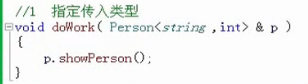 //1 指定传入类型
void doWork( Person<string ,int> & p )
{
    p.showPerson();
}